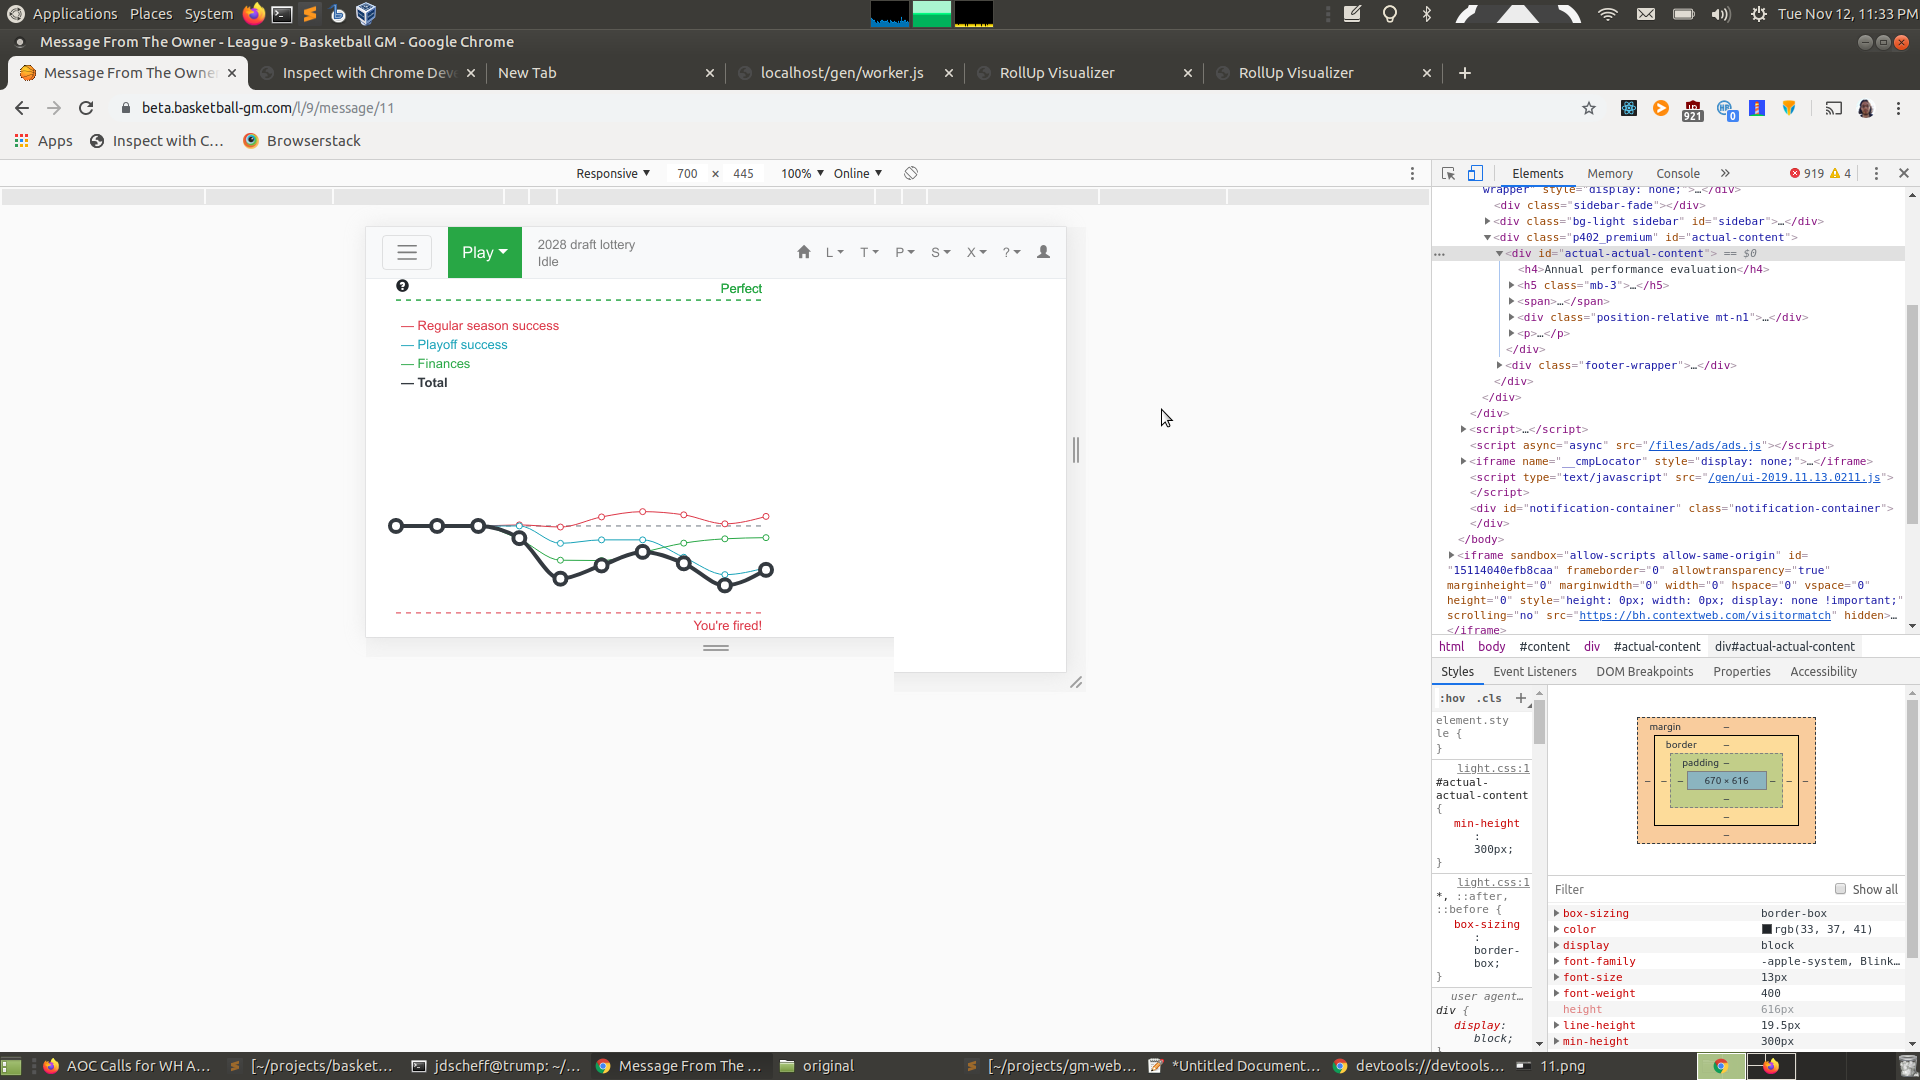 Applications Places System
Tue Nov 12, 11:33 PM
Message From The Owner - League 9 - Basketball GM - Google Chrome
Message From The Owne
Inspect with Chrome Dev
New Tab
localhost/gen/worker.js
RollUp Visualizer
RollUp Visualizer
beta.basketball-gm.com/l/9/message/11
921
0
Apps
Inspect with C…
Browserstack
Responsive
700 × 445
100%
Online
Elements Memory Console » 919 4
Play
2028 draft lottery
Idle
L T P S X ?
Perfect
— Regular season success
— Playoff success
— Finances
— Total
You're fired!
wrapper" style="display: none;">…</div>
<div class="sidebar-fade"></div>
<div class="bg-light sidebar" id="sidebar">…</div>
<div class="p402_premium" id="actual-content">
<div id="actual-actual-content"> == $0
<h4>Annual performance evaluation</h4>
<h5 class="mb-3">…</h5>
<span>…</span>
<div class="position-relative mt-n1">…</div>
<p>…</p>
</div>
<div class="footer-wrapper">…</div>
</div>
</div>
</div>
<script>…</script>
<script async="async" src="/files/ads/ads.js"></script>
<iframe name="__cmpLocator" style="display: none;">…</iframe>
<script type="text/javascript" src="/gen/ui-2019.11.13.0211.js">
</script>
<div id="notification-container" class="notification-container">
</div>
</body>
<iframe sandbox="allow-scripts allow-same-origin" id=
"15114040efb8caa" frameborder="0" allowtransparency="true"
marginheight="0" marginwidth="0" width="0" hspace="0" vspace="0"
height="0" style="height: 0px; width: 0px; display: none !important;"
scrolling="no" src="https://bh.contextweb.com/visitormatch" hidden>…
</iframe>
html body #content div #actual-content div#actual-actual-content
Styles Event Listeners DOM Breakpoints Properties Accessibility
:hov .cls +
element.sty
le {
}
light.css:1
#actual-
actual-content
{
min-height
:
300px;
}
light.css:1
*, ::after,
::before {
box-sizing
:
border-
box;
}
user agent…
div {
display:
block;
}
margin –
border –
padding –
670 × 616
Filter
Show all
box-sizing border-box
color rgb(33, 37, 41)
display block
font-family -apple-system, Blink…
font-size 13px
font-weight 400
height 616px
line-height 19.5px
min-height 300px
AOC Calls for WH A…
[~/projects/basket…
jdscheff@trump: ~/…
Message From The …
original
[~/projects/gm-web…
*Untitled Document…
devtools://devtools…
11.png